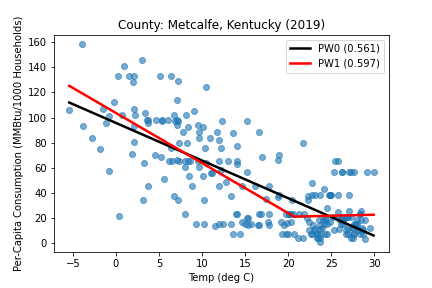 County: Metcalfe, Kentucky (2019)
Per-Capita Consumption (MMBtu/1000 Households)
160
140
120
100
80
60
40
20
0
PW0 (0.561)
PW1 (0.597)
−5 0 5 10 15 20 25 30
Temp (deg C)